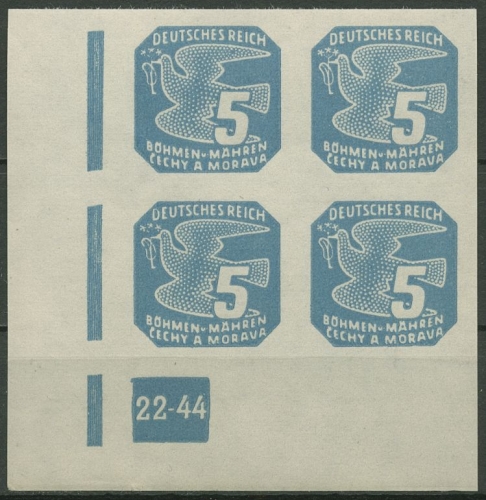 DEUTSCHES REICH
5
BÖHMEN u. MÄHREN
ČECHY A MORAVA
DEUTSCHES REICH
5
BÖHMEN u. MÄHREN
ČECHY A MORAVA
DEUTSCHES REICH
5
BÖHMEN u. MÄHREN
ČECHY A MORAVA
DEUTSCHES REICH
5
BÖHMEN u. MÄHREN
ČECHY A MORAVA
22-44